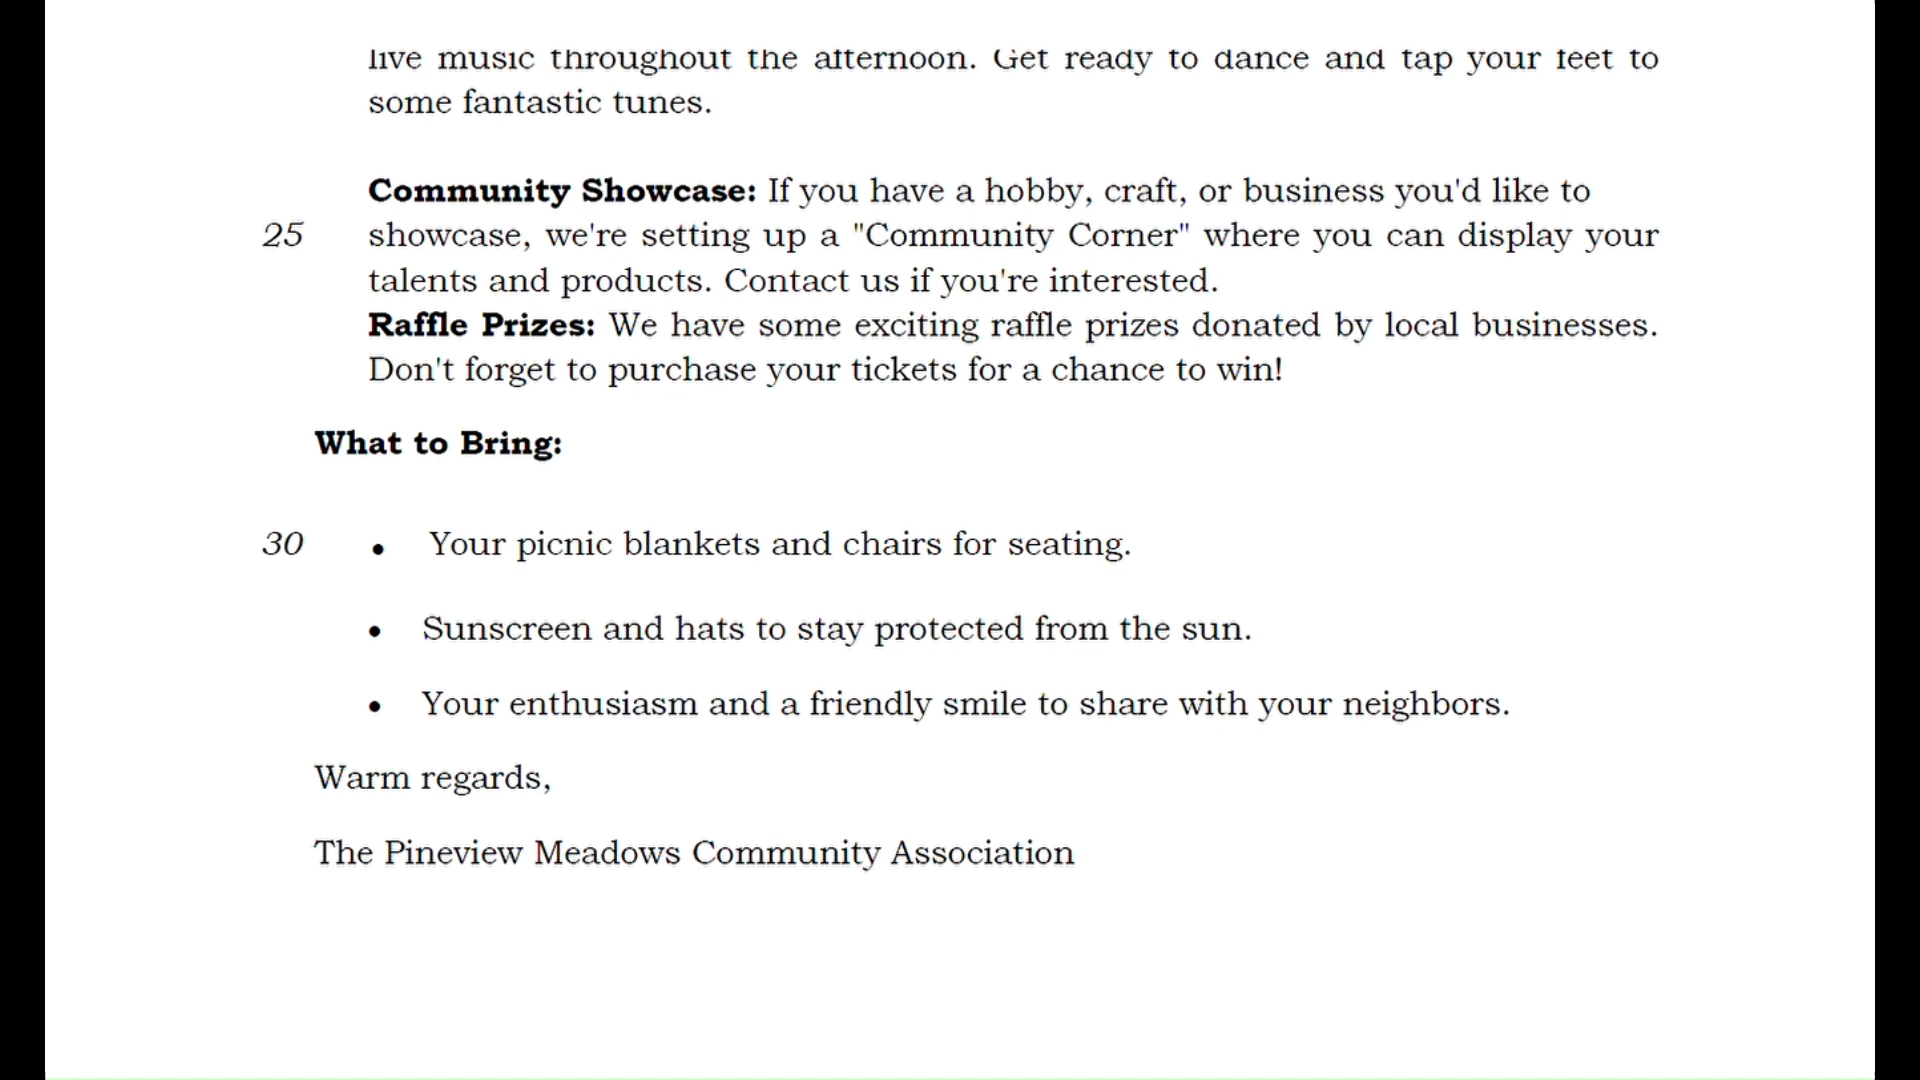 live music throughout the afternoon. Get ready to dance and tap your feet to
some fantastic tunes.
Community Showcase: If you have a hobby, craft, or business you'd like to
25 showcase, we're setting up a "Community Corner" where you can display your
talents and products. Contact us if you're interested.
Raffle Prizes: We have some exciting raffle prizes donated by local businesses.
Don't forget to purchase your tickets for a chance to win!
What to Bring:
30 • Your picnic blankets and chairs for seating.
• Sunscreen and hats to stay protected from the sun.
• Your enthusiasm and a friendly smile to share with your neighbors.
Warm regards,
The Pineview Meadows Community Association